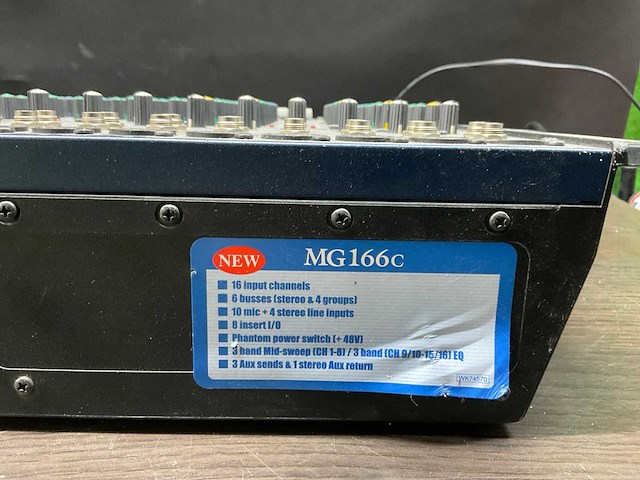 NEW MG166C
16 input channels
6 busses (stereo & 4 groups)
10 mic + 4 stereo line inputs
8 insert I/O
Phantom power switch (+ 48V)
3 band Mid-sweep (CH 1-8) / 3 band (CH 9/10-15/16) EQ
3 Aux sends & 1 stereo Aux return
WK74570